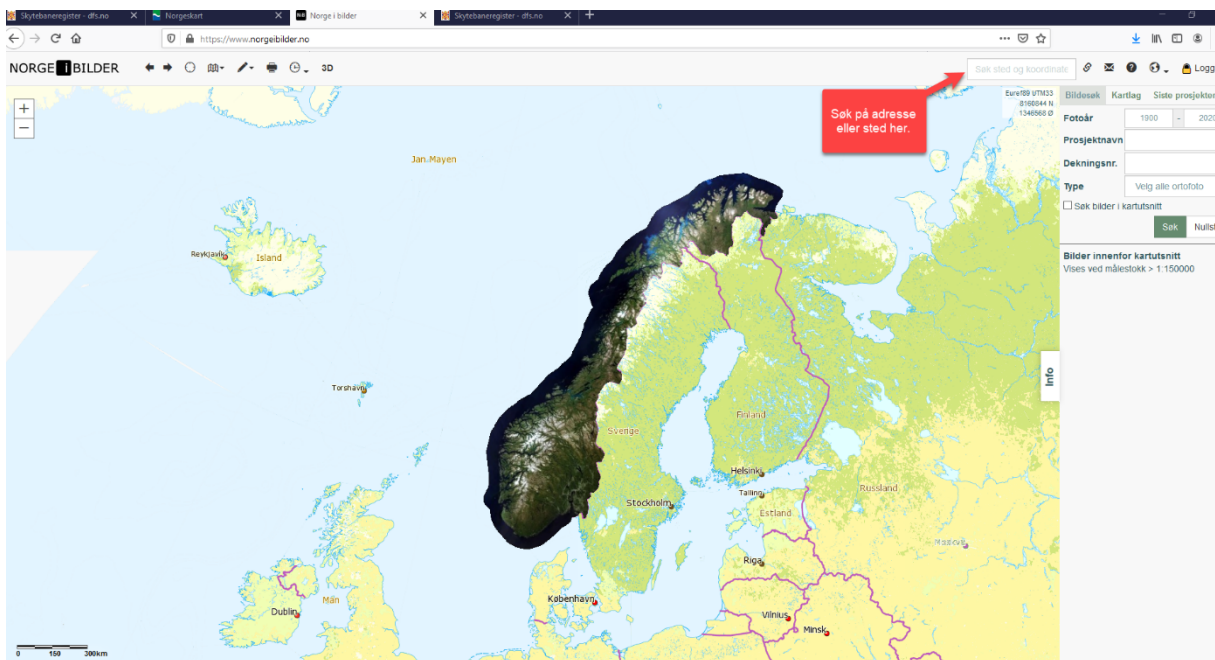 Skytebaneregister - dfs.no
Norgeskart
Norge i bilder
Skytebaneregister - dfs.no
https://www.norgeibilder.no
NORGE i BILDER
3D
Søk sted og koordinate
Logg
Søk på adresse
eller sted her.
Euref89 UTM33
8160844 N
1346568 Ø
Bildesøk Kartlag Siste prosjekter
Fotoår 1900 - 2020
Prosjektnavn
Dekningsnr.
Type Velg alle ortofoto
Søk bilder i kartutsnitt
Søk Nullst
Bilder innenfor kartutsnitt
Vises ved målestokk > 1:150000
Info
Jan.Mayen
Reykjavik
Island
Torshavn
Finland
Sverige
Helsinki
Russland
Tallinn
Stockholm
Estland
Riga
København
Man
Dublin
Vilnius
Minsk
0 150 300km